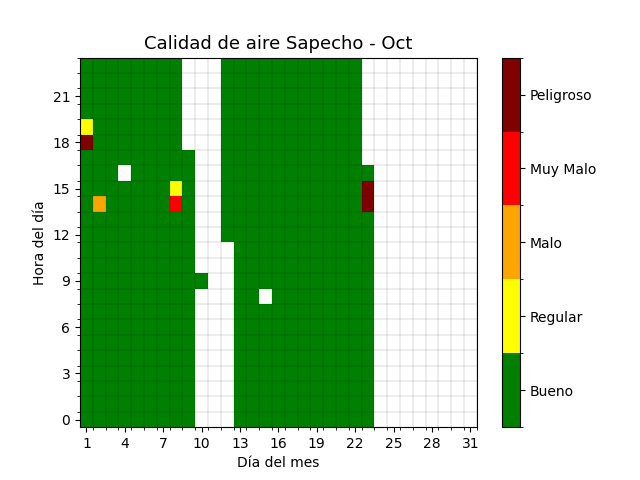 Calidad de aire Sapecho - Oct
Hora del día
21
18
15
12
9
6
3
0
1 4 7 10 13 16 19 22 25 28 31
Día del mes
Peligroso
Muy Malo
Malo
Regular
Bueno